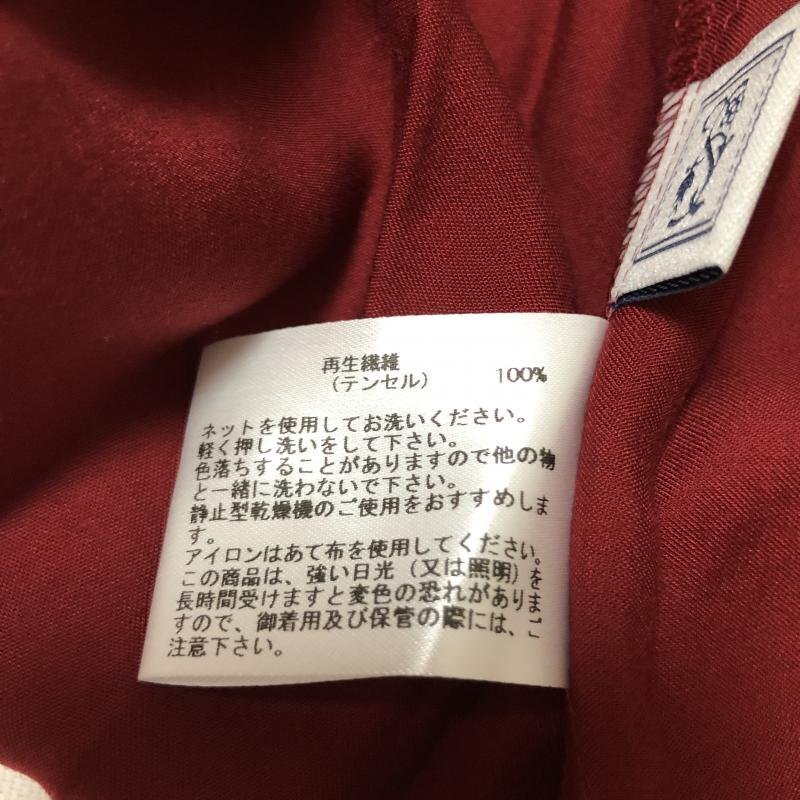 再生繊維
（テンセル） 100%
ネットを使用してお洗いください。
軽く押し洗いをして下さい。
色落ちすることがありますので他の物
と一緒に洗わないで下さい。
静止型乾燥機のご使用をおすすめしま
す。
アイロンはあて布を使用してください。
この商品は、強い日光（又は照明）を
長時間受けますと変色の恐れがありま
すので、御着用及び保管の際には、ご
注意下さい。